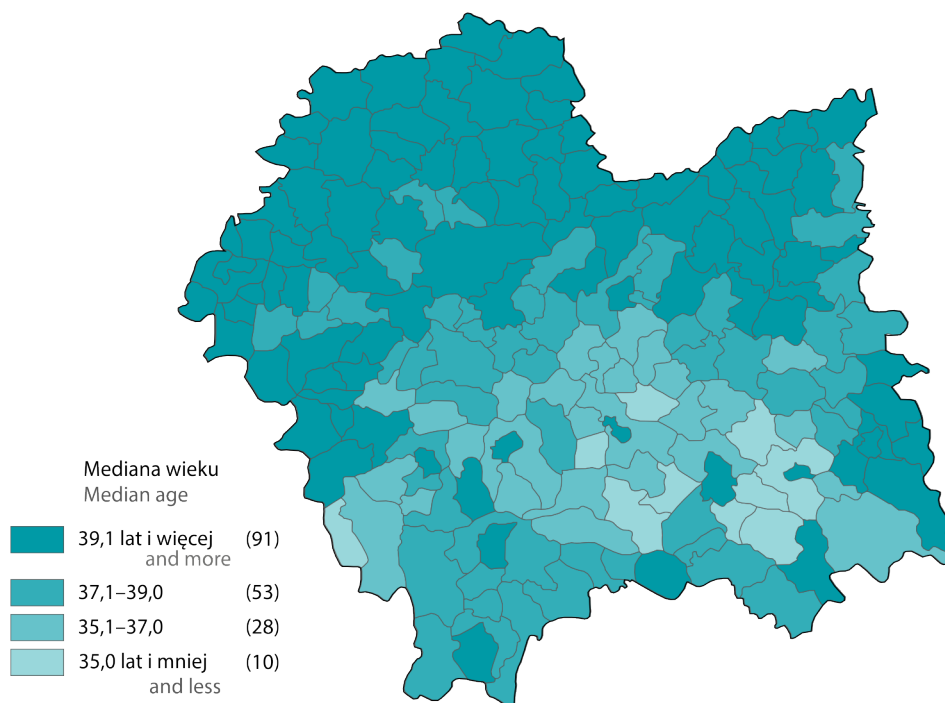 Mediana wieku
Median age
39,1 lat i więcej (91)
and more
37,1–39,0 (53)
35,1–37,0 (28)
35,0 lat i mniej (10)
and less